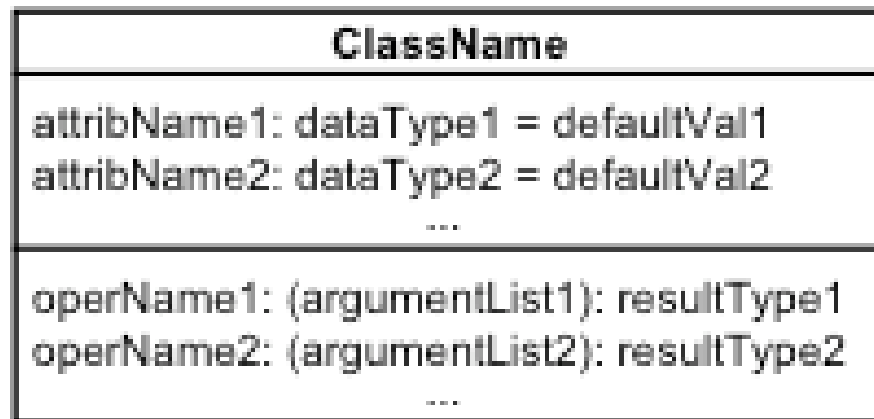 ClassName
attribName1: dataType1 = defaultVal1
attribName2: dataType2 = defaultVal2
...
operName1: (argumentList1): resultType1
operName2: (argumentList2): resultType2
...